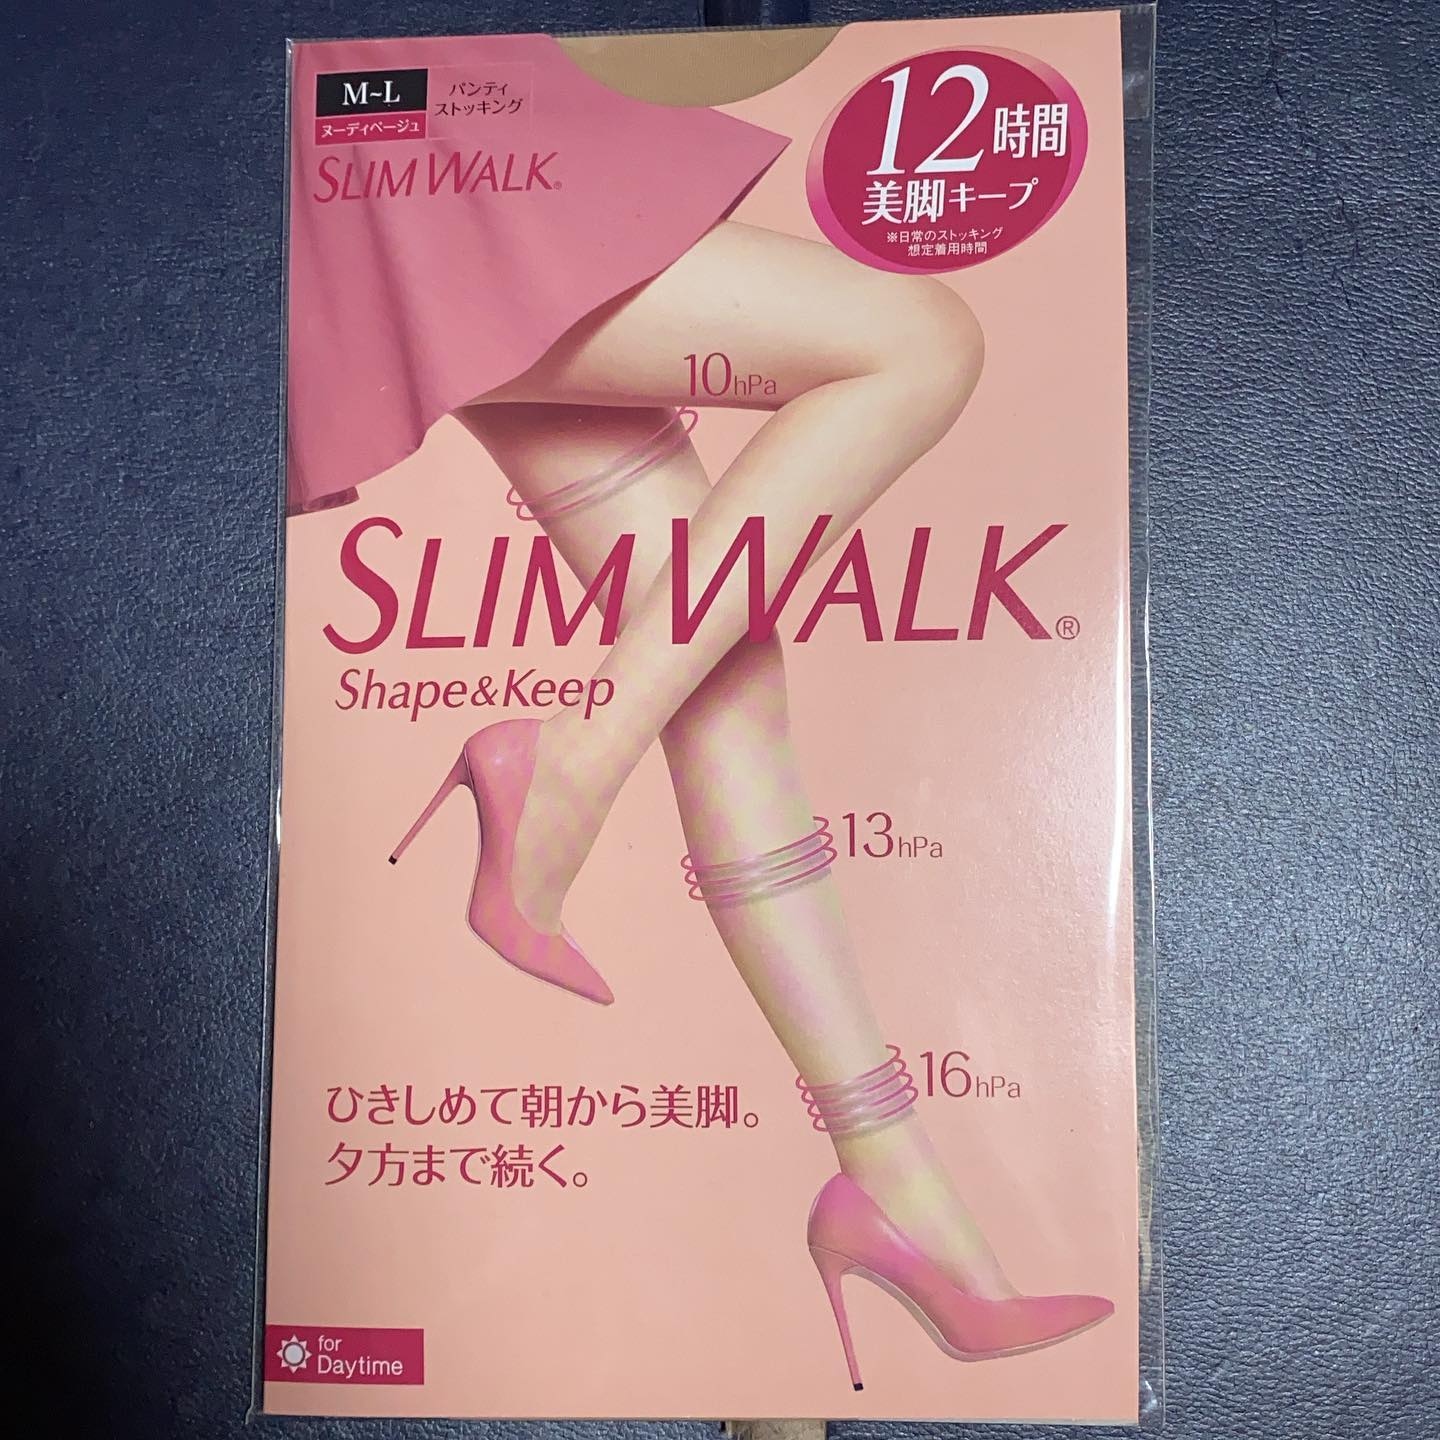 M~L
ヌーディベージュ
パンティ
ストッキング
SLIM WALK®
12時間
美脚キープ
※日常のストッキング
想定着用時間
10hPa
SLIM WALK®
Shape&Keep
13hPa
16hPa
ひきしめて朝から美脚。
夕方まで続く。
for
Daytime